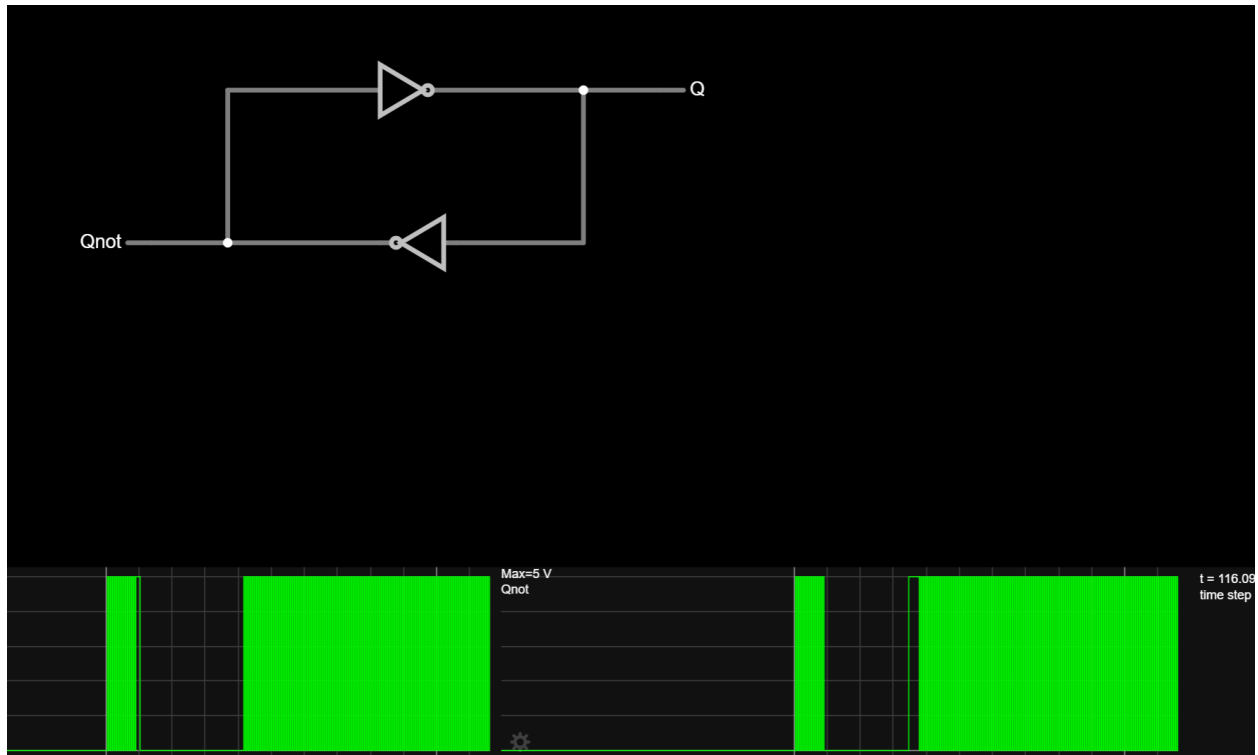 Q
Qnot
Max=5 V
Qnot
t = 116.09
time step